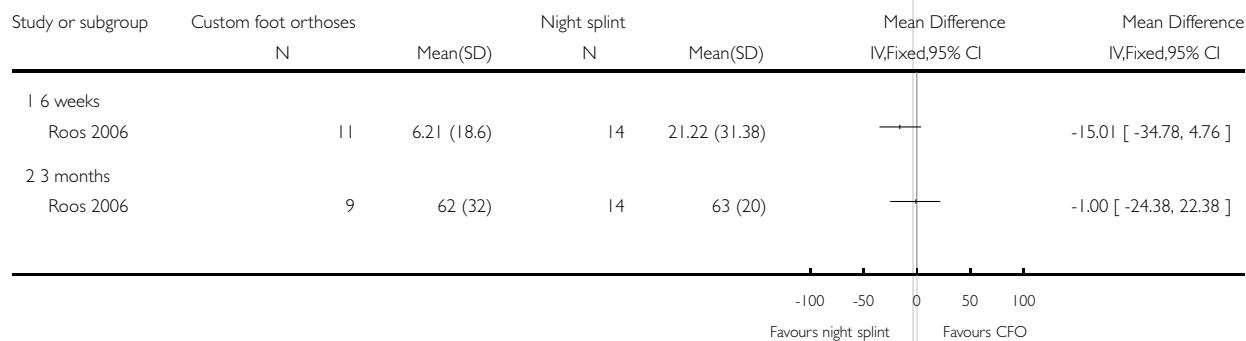 Study or subgroup Custom foot orthoses Night splint Mean Difference Mean Difference
N Mean(SD) N Mean(SD) IV,Fixed,95% CI IV,Fixed,95% CI
1 6 weeks
Roos 2006 11 6.21 (18.6) 14 21.22 (31.38) -15.01 [ -34.78, 4.76 ]
2 3 months
Roos 2006 9 62 (32) 14 63 (20) -1.00 [ -24.38, 22.38 ]
-100 -50 0 50 100
Favours night splint Favours CFO